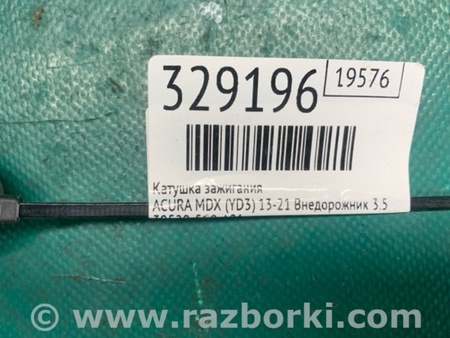 329196
19576
Катушка зажигания
ACURA MDX (YD3) 13-21 Внедорожник 3.5
www.razborki.com